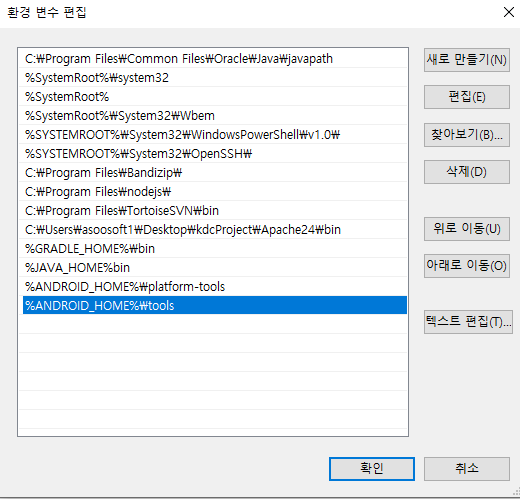 환경 변수 편집
C:₩Program Files₩Common Files₩Oracle₩Java₩javapath
%SystemRoot%₩system32
%SystemRoot%
%SystemRoot%₩System32₩Wbem
%SYSTEMROOT%₩System32₩WindowsPowerShell₩v1.0₩
%SYSTEMROOT%₩System32₩OpenSSH₩
C:₩Program Files₩Bandizip₩
C:₩Program Files₩nodejs₩
C:₩Program Files₩TortoiseSVN₩bin
C:₩Users₩asoosoft1₩Desktop₩kdcProject₩Apache24₩bin
%GRADLE_HOME%₩bin
%JAVA_HOME%bin
%ANDROID_HOME%₩platform-tools
%ANDROID_HOME%₩tools
새로 만들기(N)
편집(E)
찾아보기(B)...
삭제(D)
위로 이동(U)
아래로 이동(O)
텍스트 편집(T)...
확인
취소